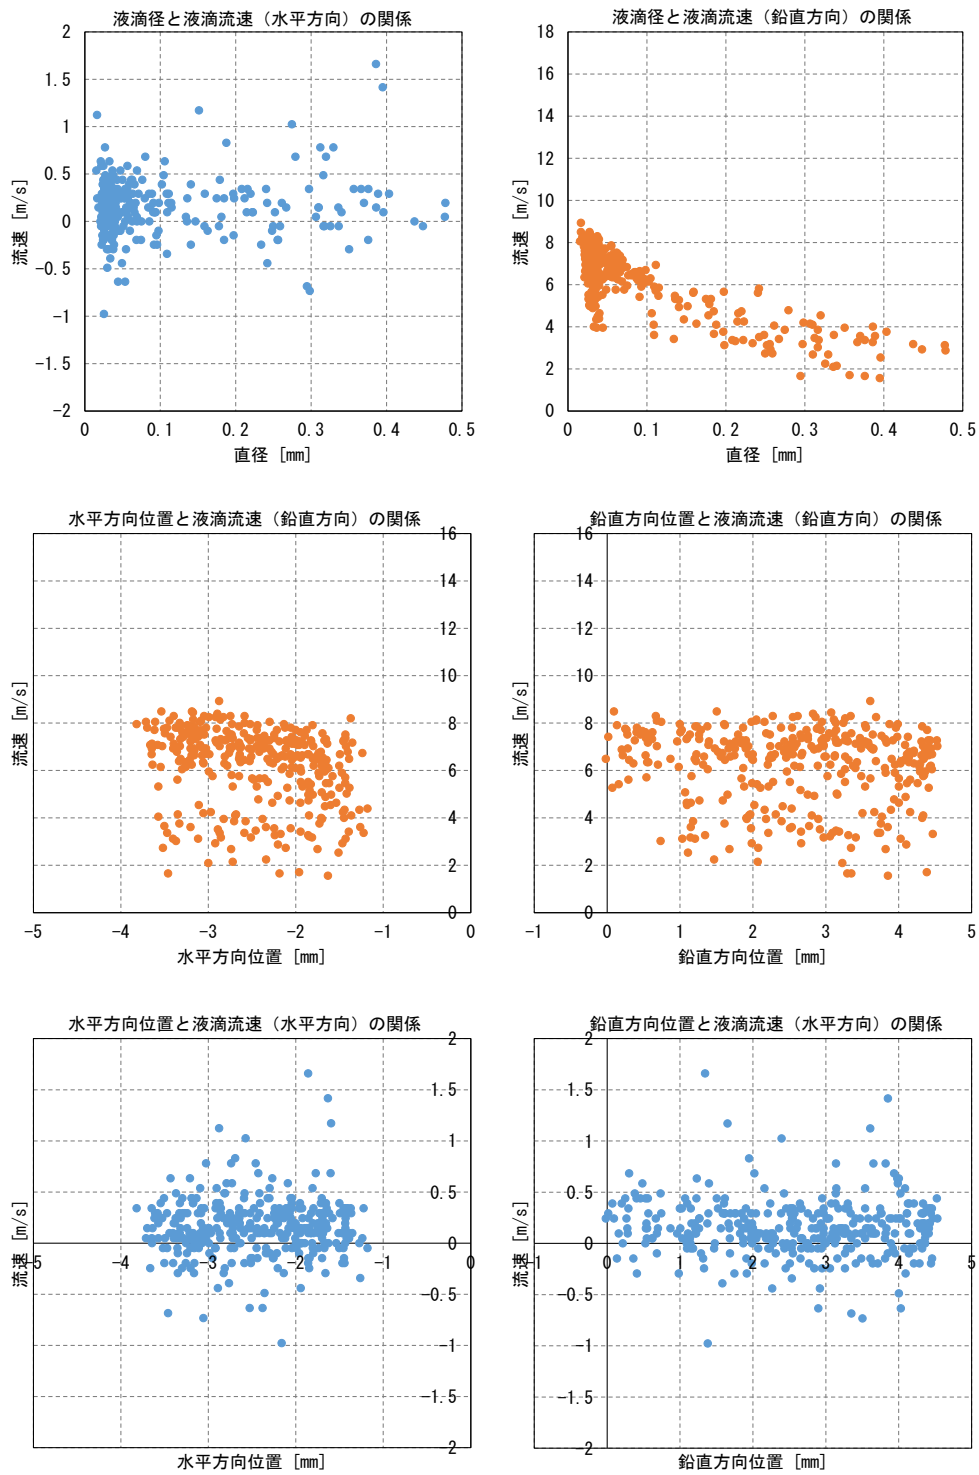 液滴径と液滴流速（水平方向）の関係
2
1.5
1
0.5
0
-0.5
-1
-1.5
-2
流速 [m/s]
0 0.1 0.2 0.3 0.4 0.5
直径 [mm]
液滴径と液滴流速（鉛直方向）の関係
18
16
14
12
10
8
6
4
2
0
流速 [m/s]
0 0.1 0.2 0.3 0.4 0.5
直径 [mm]
水平方向位置と液滴流速（鉛直方向）の関係
16
14
12
10
8
6
4
2
0
流速 [m/s]
-5 -4 -3 -2 -1 0
水平方向位置 [mm]
鉛直方向位置と液滴流速（鉛直方向）の関係
16
14
12
10
8
6
4
2
0
流速 [m/s]
-1 0 1 2 3 4 5
鉛直方向位置 [mm]
水平方向位置と液滴流速（水平方向）の関係
2
1.5
1
0.5
0
-0.5
-1
-1.5
-2
流速 [m/s]
-5 -4 -3 -2 -1 0
水平方向位置 [mm]
鉛直方向位置と液滴流速（水平方向）の関係
2
1.5
1
0.5
0
-0.5
-1
-1.5
-2
流速 [m/s]
-1 0 1 2 3 4 5
鉛直方向位置 [mm]